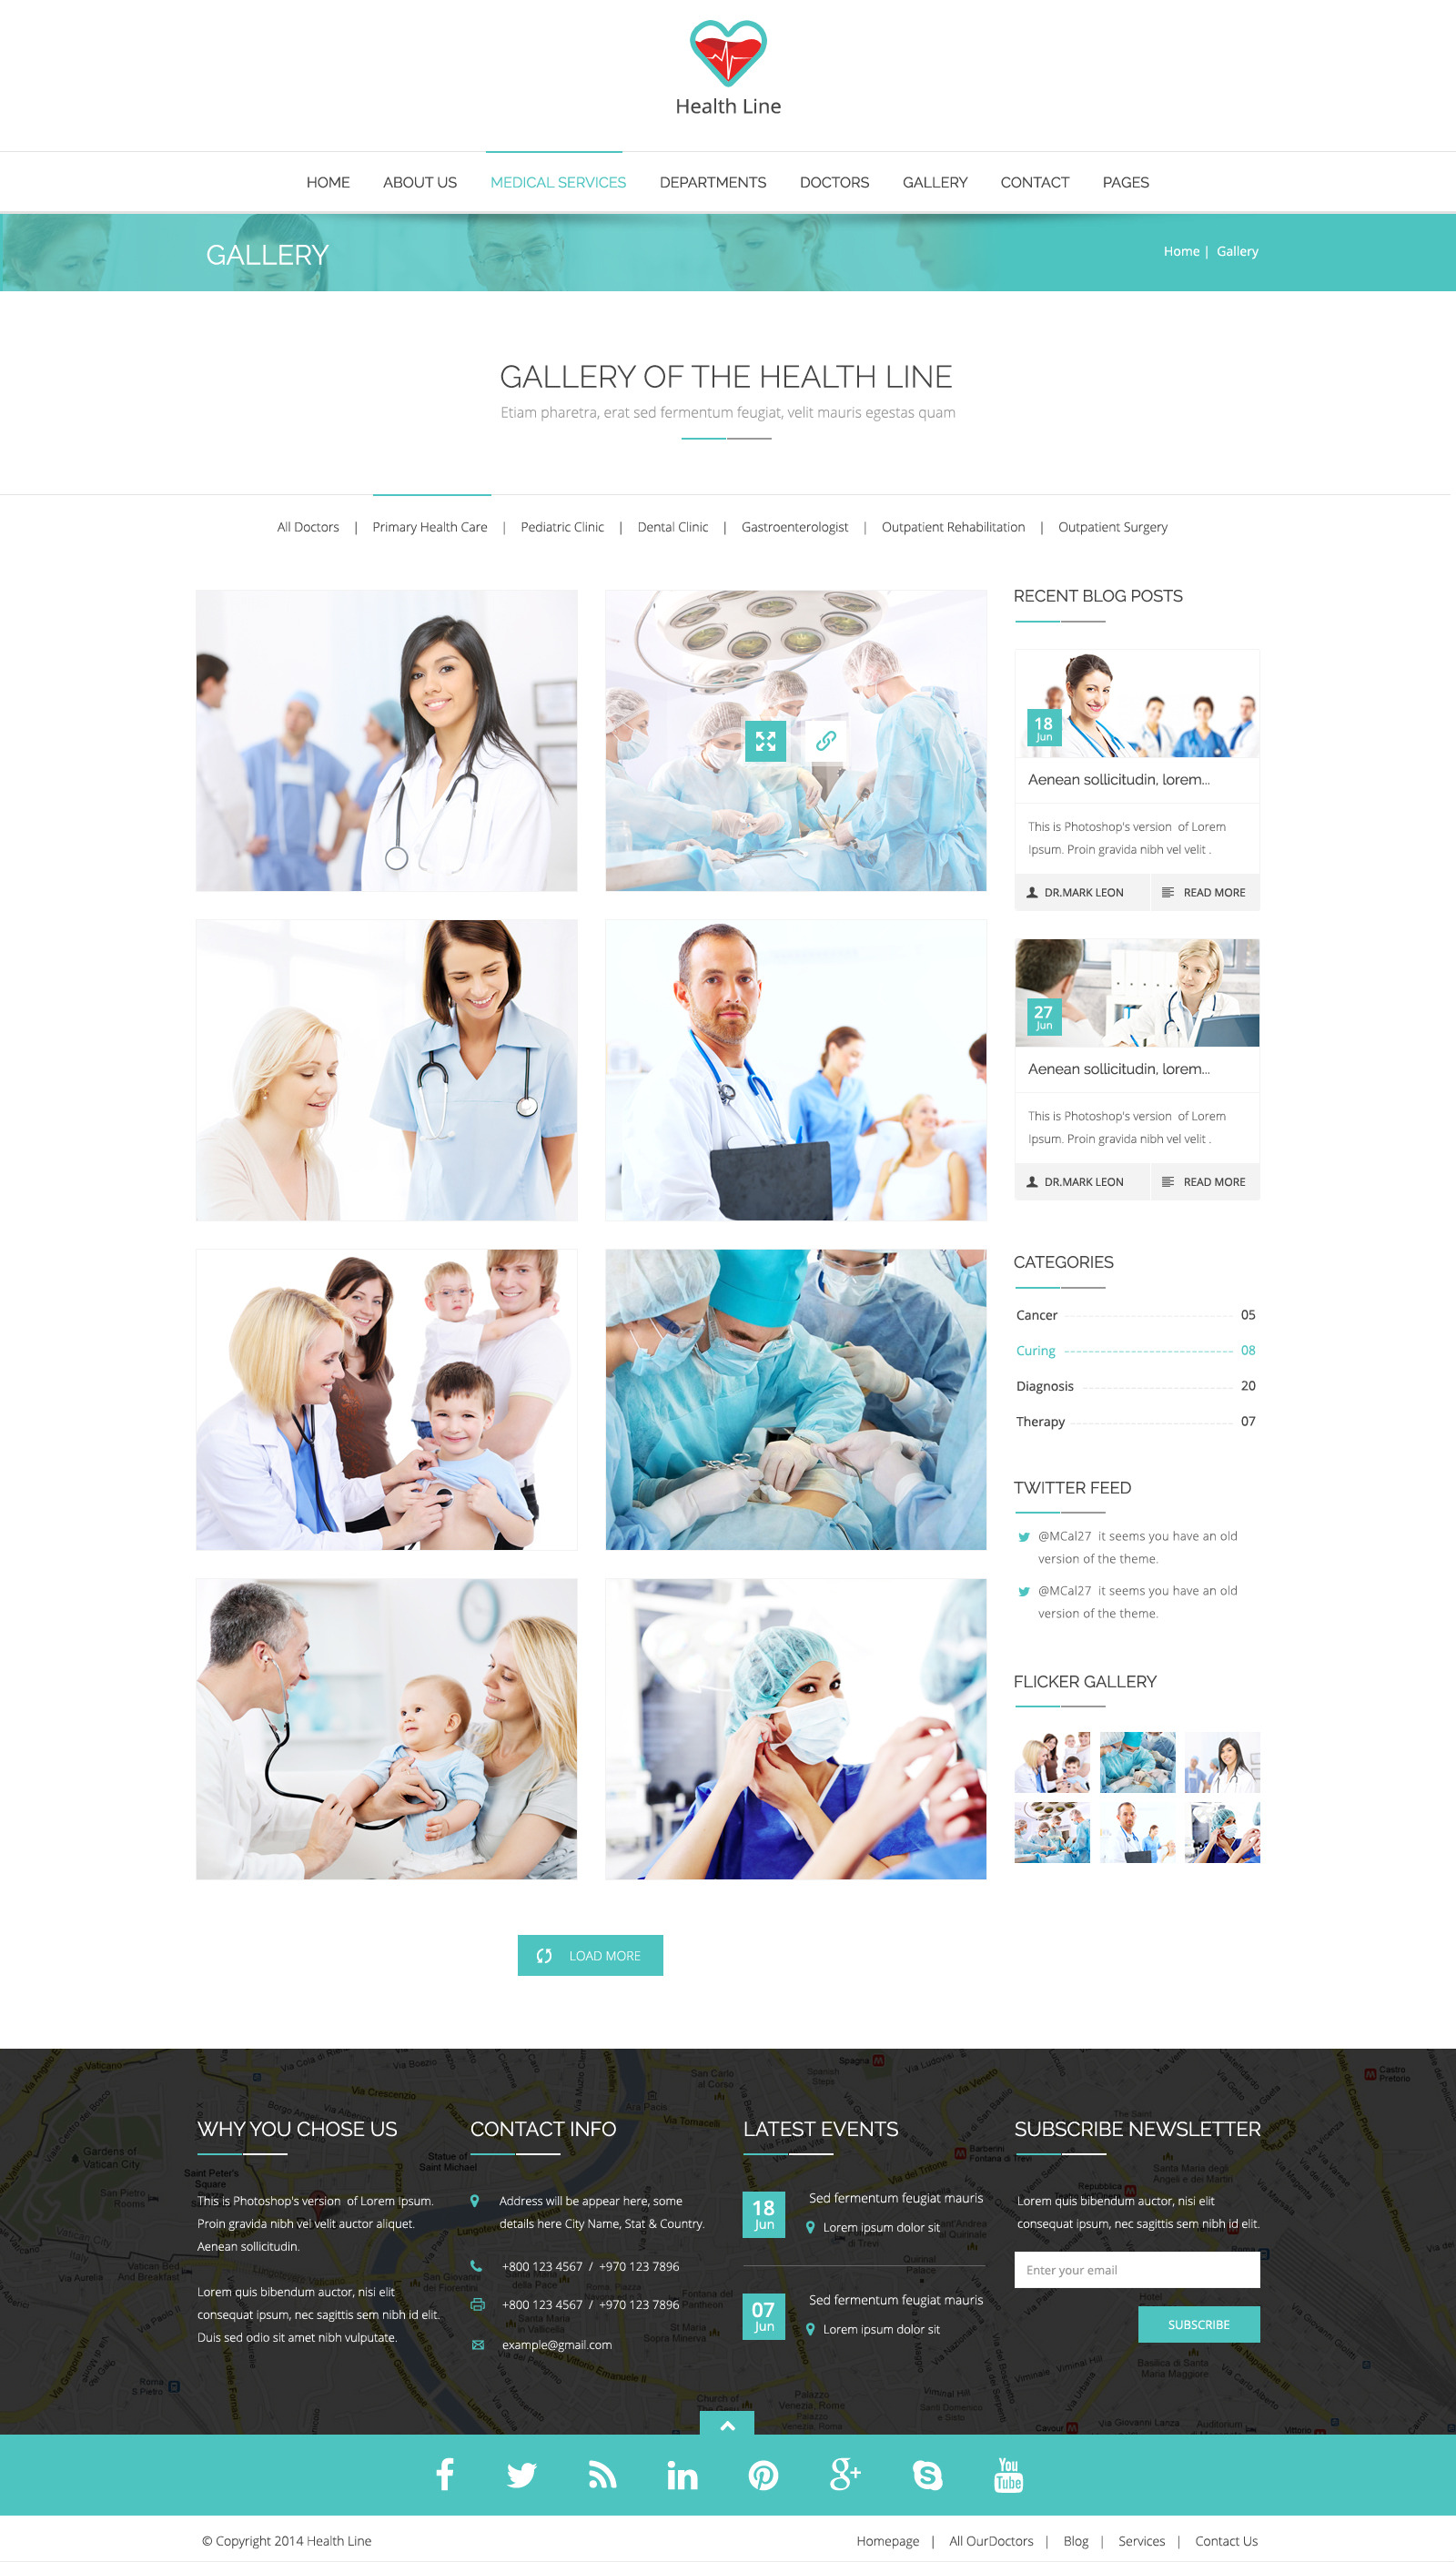 Health Line
HOME ABOUT US MEDICAL SERVICES DEPARTMENTS DOCTORS GALLERY CONTACT PAGES
GALLERY
Home | Gallery
GALLERY OF THE HEALTH LINE
Etiam pharetra, erat sed fermentum feugiat, velit mauris egestas quam
All Doctors | Primary Health Care | Pediatric Clinic | Dental Clinic | Gastroenterologist | Outpatient Rehabilitation | Outpatient Surgery
RECENT BLOG POSTS
18
Jun
Aenean sollicitudin, lorem...
This is Photoshop's version of Lorem
Ipsum. Proin gravida nibh vel velit .
DR.MARK LEON READ MORE
27
Jun
Aenean sollicitudin, lorem...
This is Photoshop's version of Lorem
Ipsum. Proin gravida nibh vel velit .
DR.MARK LEON READ MORE
CATEGORIES
Cancer 05
Curing 08
Diagnosis 20
Therapy 07
TWITTER FEED
@MCal27 it seems you have an old
version of the theme.
@MCal27 it seems you have an old
version of the theme.
FLICKER GALLERY
LOAD MORE
WHY YOU CHOSE US
This is Photoshop's version of Lorem Ipsum.
Proin gravida nibh vel velit auctor aliquet.
Aenean sollicitudin.
Lorem quis bibendum auctor, nisi elit
consequat ipsum, nec sagittis sem nibh id elit.
Duis sed odio sit amet nibh vulputate.
CONTACT INFO
Address will be appear here, some
details here City Name, Stat & Country.
+800 123 4567 / +970 123 7896
+800 123 4567 / +970 123 7896
example@gmail.com
LATEST EVENTS
18
Jun
Sed fermentum feugiat mauris
Lorem ipsum dolor sit
07
Jun
Sed fermentum feugiat mauris
Lorem ipsum dolor sit
SUBSCRIBE NEWSLETTER
Lorem quis bibendum auctor, nisi elit
consequat ipsum, nec sagittis sem nibh id elit.
Enter your email
SUBSCRIBE
You
Tube
© Copyright 2014 Health Line
Homepage | All OurDoctors | Blog | Services | Contact Us